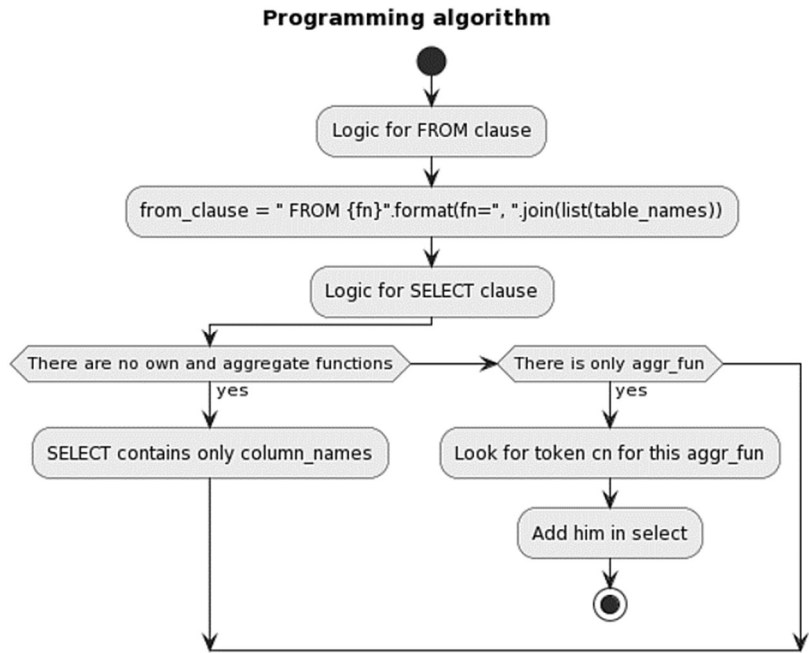 Programming algorithm
Logic for FROM clause
from_clause = " FROM {fn}".format(fn=", ".join(list(table_names))
Logic for SELECT clause
There are no own and aggregate functions
There is only aggr_fun
yes
yes
SELECT contains only column_names
Look for token cn for this aggr_fun
Add him in select